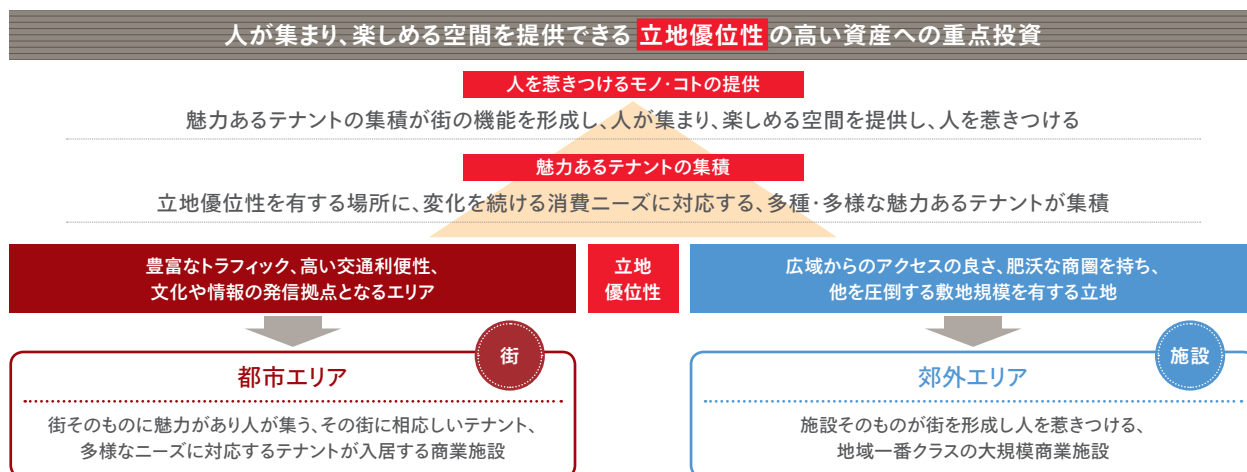 人が集まり、楽しめる空間を提供できる 立地優位性 の高い資産への重点投資
人を惹きつけるモノ・コトの提供
魅力あるテナントの集積が街の機能を形成し、人が集まり、楽しめる空間を提供し、人を惹きつける
魅力あるテナントの集積
立地優位性を有する場所に、変化を続ける消費ニーズに対応する、多種・多様な魅力あるテナントが集積
豊富なトラフィック、高い交通利便性、
文化や情報の発信拠点となるエリア
立地
優位性
広域からのアクセスの良さ、肥沃な商圏を持ち、
他を圧倒する敷地規模を有する立地
街
都市エリア
街そのものに魅力があり人が集う、その街に相応しいテナント、
多様なニーズに対応するテナントが入居する商業施設
施設
郊外エリア
施設そのものが街を形成し人を惹きつける、
地域一番クラスの大規模商業施設